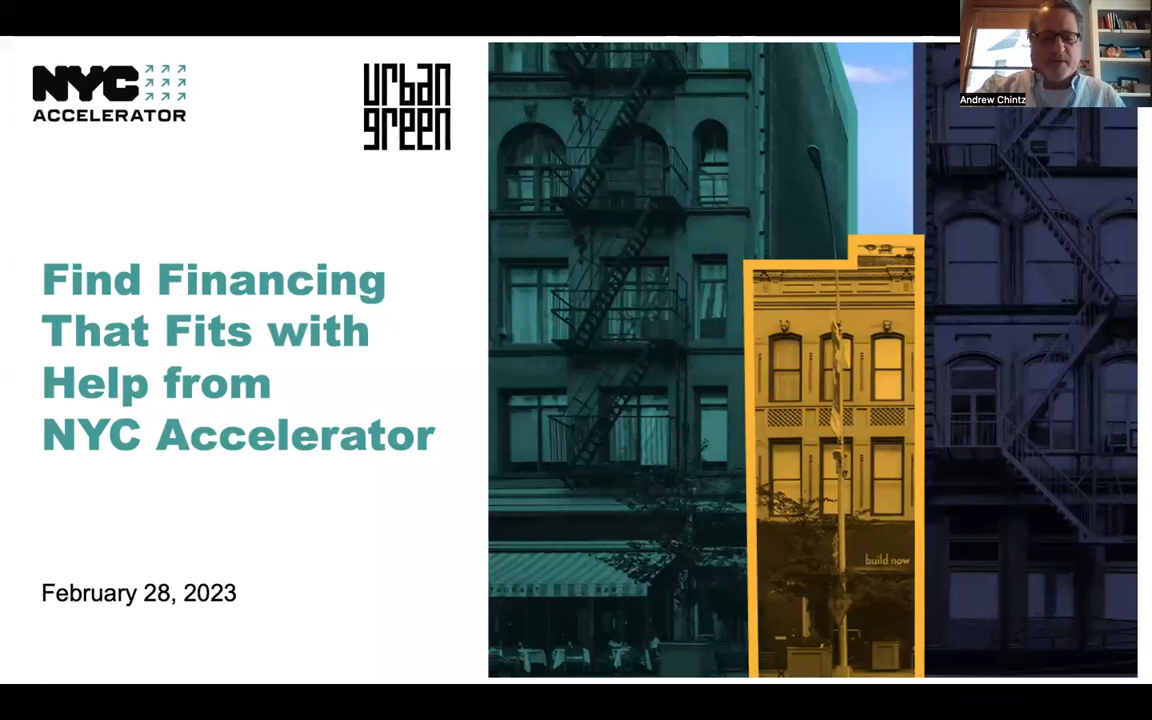 NYC
ACCELERATOR
urban
green
Andrew Chintz
Find Financing
That Fits with
Help from
NYC Accelerator
build now
BAR
February 28, 2023